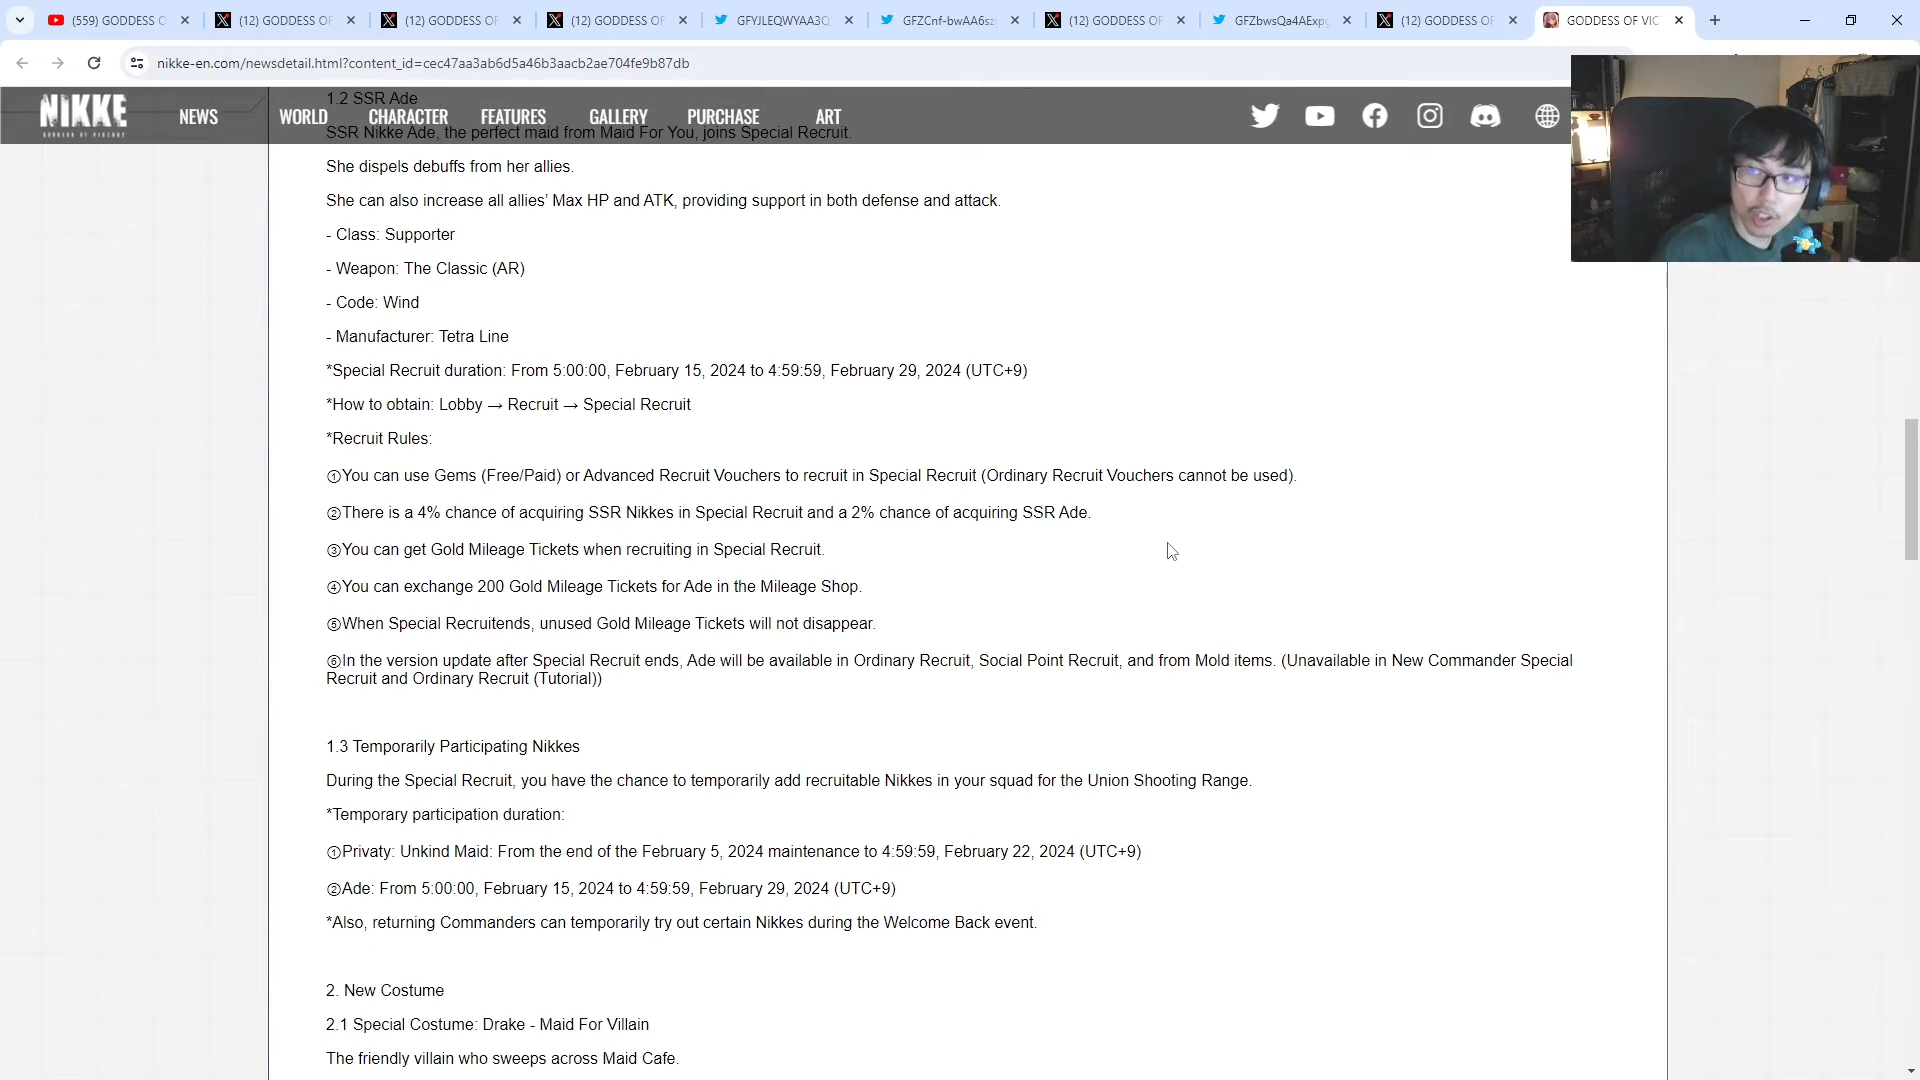 (559) GODDESS O
(12) GODDESS OF
(12) GODDESS OF
(12) GODDESS OF
GFYJLEQWYAA3Q
GFZCnf-bwAA6sz
(12) GODDESS OF
GFZbwsQa4AExp
(12) GODDESS OF
GODDESS OF VIC
nikke-en.com/newsdetail.html?content_id=cec47aa3ab6d5a46b3aacb2ae704fe9b87db
NIKKE
NEWS
WORLD
CHARACTER
FEATURES
GALLERY
PURCHASE
ART
1.2 SSR Ade
SSR Nikke Ade, the perfect maid from Maid For You, joins Special Recruit.
She dispels debuffs from her allies.
She can also increase all allies’ Max HP and ATK, providing support in both defense and attack.
- Class: Supporter
- Weapon: The Classic (AR)
- Code: Wind
- Manufacturer: Tetra Line
*Special Recruit duration: From 5:00:00, February 15, 2024 to 4:59:59, February 29, 2024 (UTC+9)
*How to obtain: Lobby → Recruit → Special Recruit
*Recruit Rules:
①You can use Gems (Free/Paid) or Advanced Recruit Vouchers to recruit in Special Recruit (Ordinary Recruit Vouchers cannot be used).
②There is a 4% chance of acquiring SSR Nikkes in Special Recruit and a 2% chance of acquiring SSR Ade.
③You can get Gold Mileage Tickets when recruiting in Special Recruit.
④You can exchange 200 Gold Mileage Tickets for Ade in the Mileage Shop.
⑤When Special Recruitends, unused Gold Mileage Tickets will not disappear.
⑥In the version update after Special Recruit ends, Ade will be available in Ordinary Recruit, Social Point Recruit, and from Mold items. (Unavailable in New Commander Special
Recruit and Ordinary Recruit (Tutorial))
1.3 Temporarily Participating Nikkes
During the Special Recruit, you have the chance to temporarily add recruitable Nikkes in your squad for the Union Shooting Range.
*Temporary participation duration:
①Privaty: Unkind Maid: From the end of the February 5, 2024 maintenance to 4:59:59, February 22, 2024 (UTC+9)
②Ade: From 5:00:00, February 15, 2024 to 4:59:59, February 29, 2024 (UTC+9)
*Also, returning Commanders can temporarily try out certain Nikkes during the Welcome Back event.
2. New Costume
2.1 Special Costume: Drake - Maid For Villain
The friendly villain who sweeps across Maid Cafe.